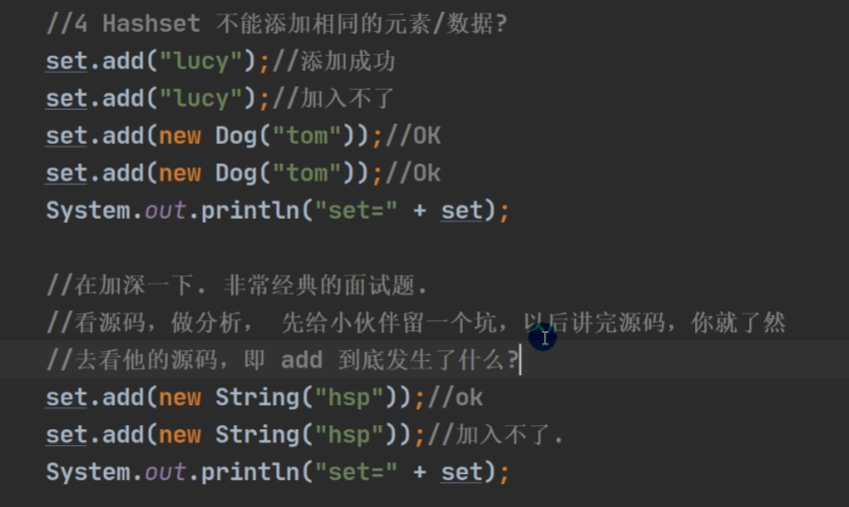 //4 Hashset 不能添加相同的元素/数据?
set.add("lucy");//添加成功
set.add("lucy");//加入不了
set.add(new Dog("tom"));//OK
set.add(new Dog("tom"));//Ok
System.out.println("set=" + set);
//在加深一下. 非常经典的面试题.
//看源码,做分析, 先给小伙伴留一个坑,以后讲完源码,你就了然
//去看他的源码,即 add 到底发生了什么?
set.add(new String("hsp"));//ok
set.add(new String("hsp"));//加入不了.
System.out.println("set=" + set);